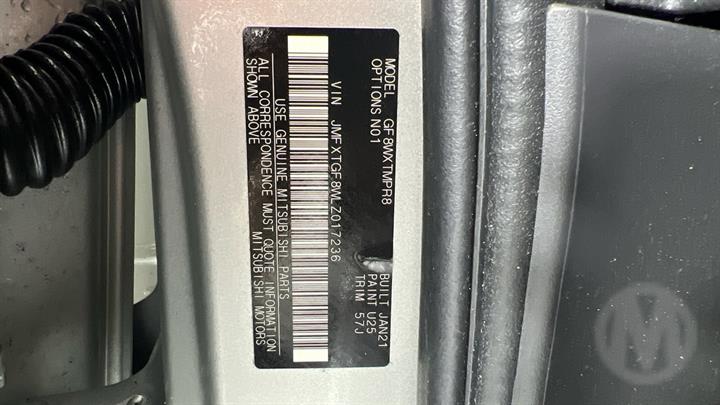 MODEL GF8WXTMPR8
OPTIONS N01
BUILT JAN21
PAINT U25
TRIM 57J
VIN JMFXTGF8WLZ017236
USE GENUINE MITSUBISHI PARTS
ALL CORRESPONDENCE MUST QUOTE INFORMATION
SHOWN ABOVE MITSUBISHI MOTORS
M